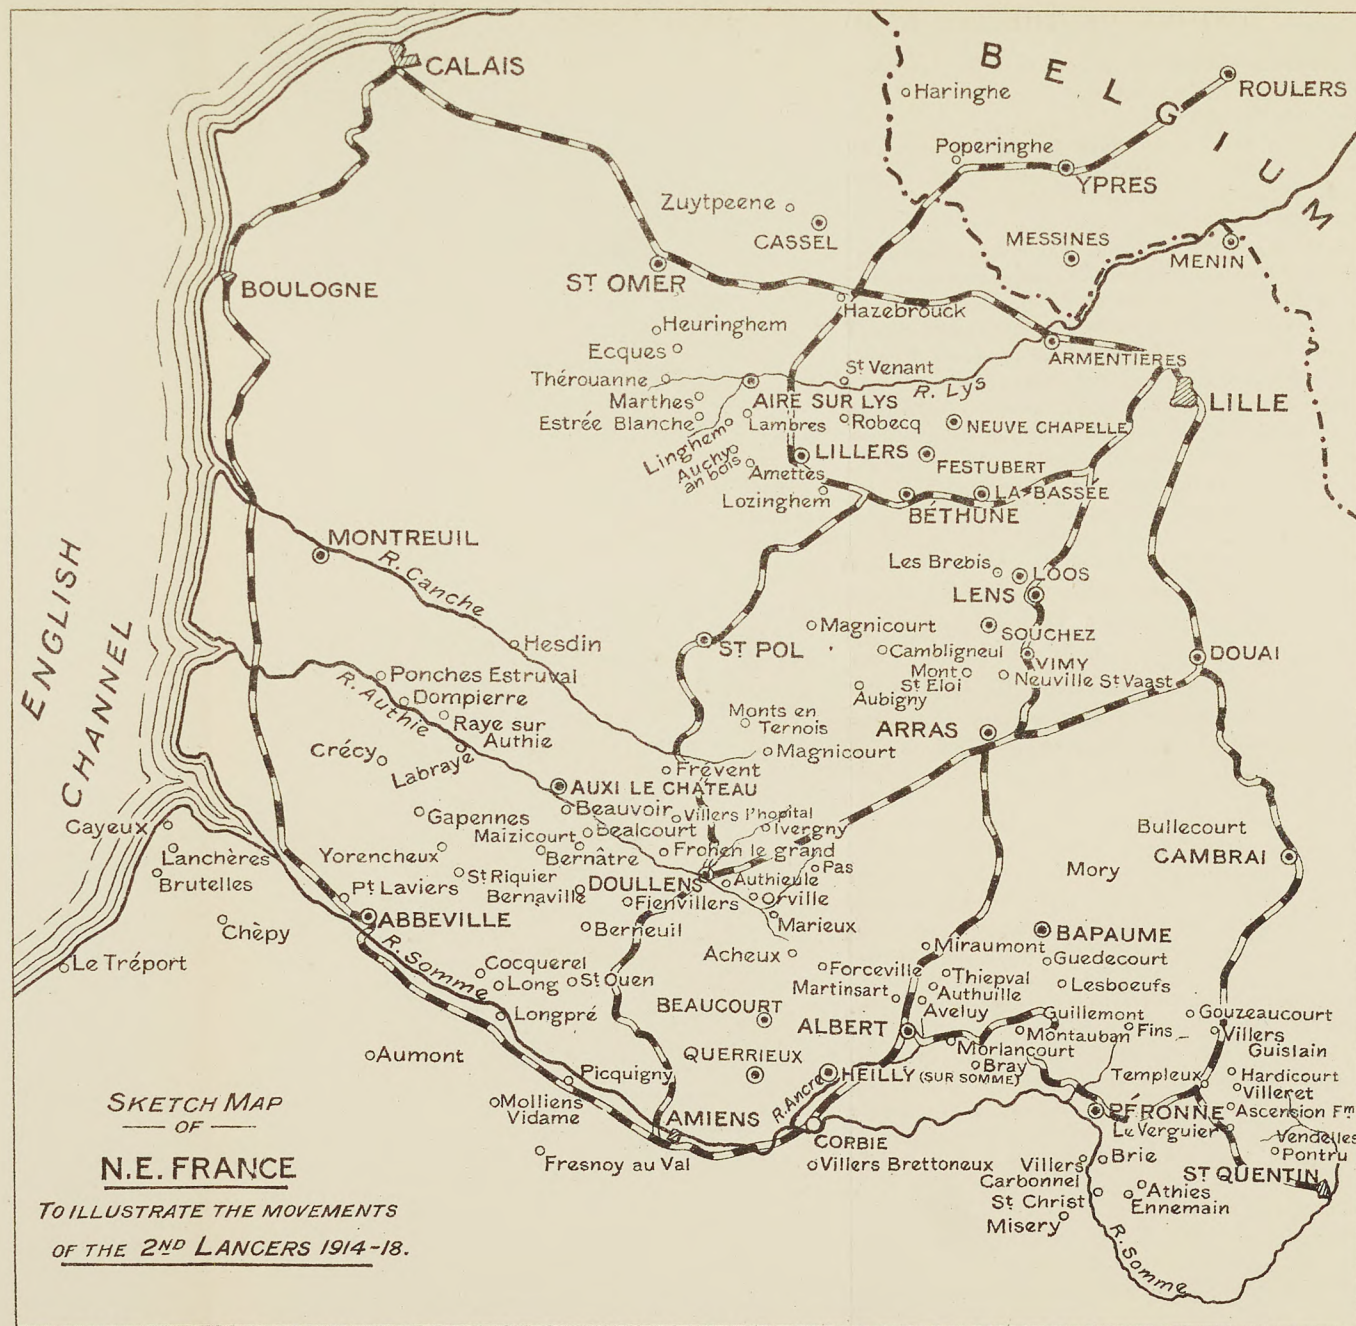 BELGIUM
CALAIS
ROULERS
Haringhe
Poperinghe
YPRES
Zuytpeene
CASSEL
MESSINES
MENIN
ST OMER
BOULOGNE
Hazebrouck
Heuringhem
Ecques
ARMENTIÈRES
St Venant
Thérouanne
R. Lys
LILLE
Marthes
AIRE SUR LYS
Estrée Blanche
Lambres
Robecq
NEUVE CHAPELLE
Linghem
Auchy
an bois
LILLERS
FESTUBERT
Amettes
Lozinghem
LA BASSÉE
BÉTHUNE
MONTREUIL
R. Canche
Les Brebis
LOOS
LENS
ENGLISH
CHANNEL
Hesdin
ST POL
Magnicourt
SOUCHEZ
Cambligneul
VIMY
DOUAI
Mont
St Eloi
Neuville St Vaast
Aubigny
Ponches Estruval
R. Authie
Dompierre
Raye sur
Authie
Monts en
Ternois
ARRAS
Crécy
Labraye
Magnicourt
Frévent
AUXI LE CHÂTEAU
Gapennes
Beauvoir
Villers l'hopital
Cayeux
Maizicourt
Bealcourt
Ivergny
Bullecourt
Lanchères
Yorencheux
Bernâtre
Frohen le grand
CAMBRAI
Brutelles
St Riquier
Pas
Mory
Pt Laviers
Bernaville
DOULLENS
Authieule
Fienvillers
Orville
ABBEVILLE
Chèpy
Berneuil
Marieux
BAPAUME
R. Somme
Acheux
Miraumont
Guedecourt
Le Tréport
Cocquerel
Forceville
Thiepval
Long
St Ouen
Martinsart
Authuille
Lesboeufs
Longpré
BEAUCOURT
Aveluy
Guillemont
Gouzeaucourt
ALBERT
Montauban
Fins
Villers
Guislain
Aumont
QUERRIEUX
Morlancourt
Picquigny
HEILLY (SUR SOMME)
Bray
Templeux
Hardicourt
Villeret
SKETCH MAP
OF
N.E. FRANCE
TO ILLUSTRATE THE MOVEMENTS
OF THE 2ND LANCERS 1914-18.
Molliens
Vidame
AMIENS
R. Ancre
PÉRONNE
Ascension Fm
CORBIE
Le Verguier
Vendelles
Fresnoy au Val
Villers Brettoneux
Villers
Carbonnel
Brie
Pontru
ST QUENTIN
St Christ
Athies
Ennemain
Misery
R. Somme